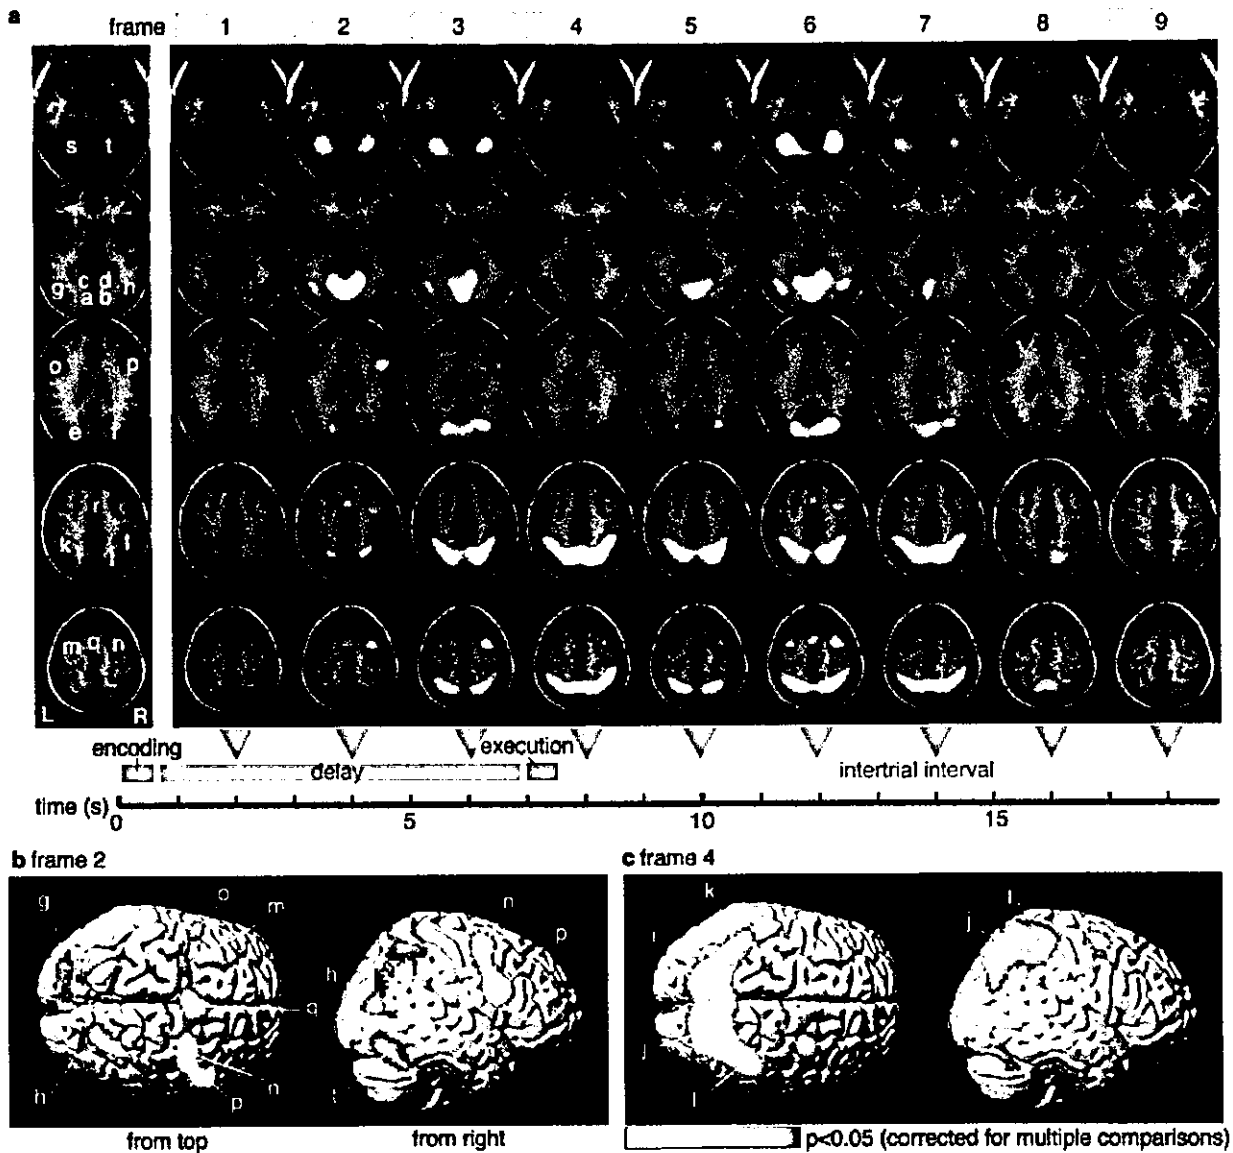 a
frame 1 2 3 4 5 6 7 8 9
s t
g c d h
a b
o p
e
r
k l
m q n
L R
encoding execution
delay intertrial interval
time (s) 0 5 10 15
b frame 2
g o m n p h q h p n t
from top from right
c frame 4
k l j i j l
p<0.05 (corrected for multiple comparisons)